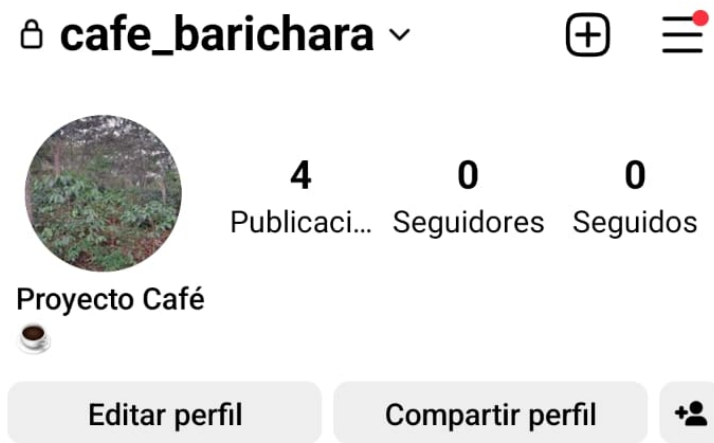 cafe_barichara
4 0 0
Publicaci... Seguidores Seguidos
Proyecto Café
☕
Editar perfil Compartir perfil